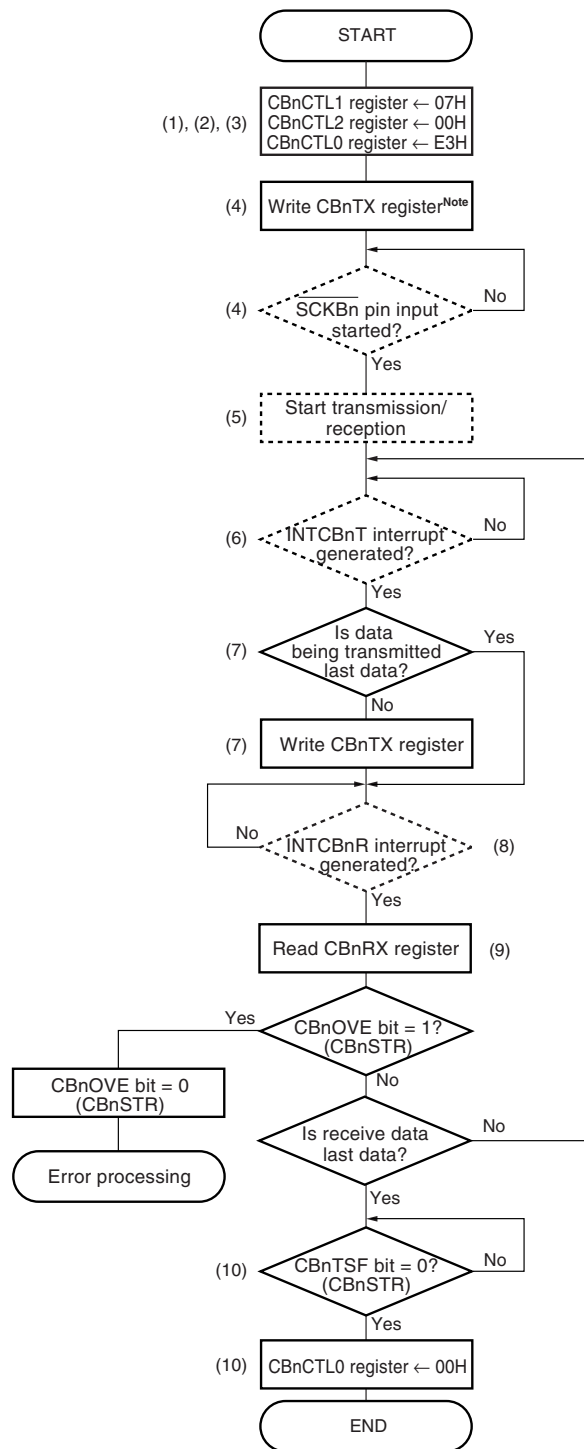 START
(1), (2), (3)
CBnCTL1 register ← 07H
CBnCTL2 register ← 00H
CBnCTL0 register ← E3H
(4)
Write CBnTX registerNote
(4)
SCKBn pin input
started?
No
Yes
(5)
Start transmission/
reception
(6)
INTCBnT interrupt
generated?
No
Yes
(7)
Is data
being transmitted
last data?
Yes
No
(7)
Write CBnTX register
No
INTCBnR interrupt
generated?
(8)
Yes
Read CBnRX register
(9)
Yes
CBnOVE bit = 1?
(CBnSTR)
No
CBnOVE bit = 0
(CBnSTR)
Error processing
Is receive data
last data?
No
Yes
(10)
CBnTSF bit = 0?
(CBnSTR)
No
Yes
(10)
CBnCTL0 register ← 00H
END